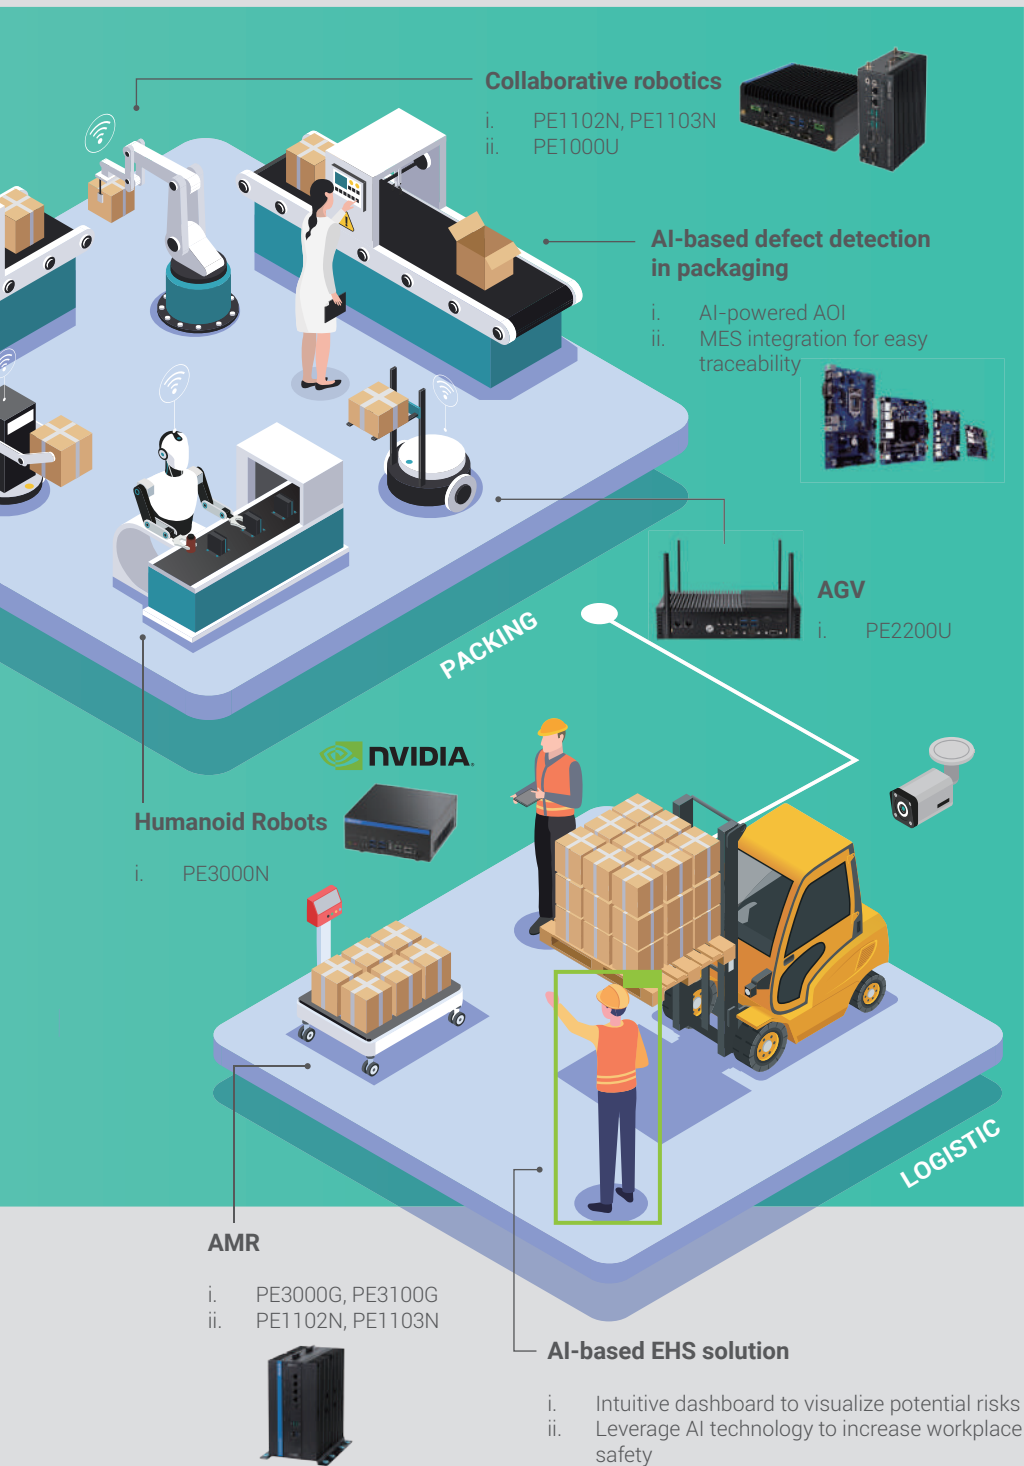 Collaborative robotics
i. PE1102N, PE1103N
ii. PE1000U
AI-based defect detection
in packaging
i. AI-powered AOI
ii. MES integration for easy
traceability
AGV
i. PE2200U
PACKING
NVIDIA.
Humanoid Robots
i. PE3000N
LOGISTIC
AMR
i. PE3000G, PE3100G
ii. PE1102N, PE1103N
AI-based EHS solution
i. Intuitive dashboard to visualize potential risks
ii. Leverage AI technology to increase workplace
safety